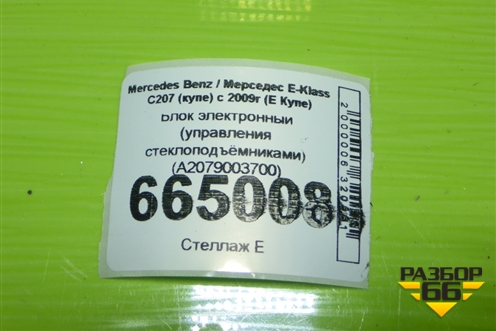 Mercedes Benz / Мерседес E-Klass
C207 (купе) с 2009г (Е Купе)
Блок электронный
(управления
стеклоподъёмниками)
(A2079003700)
665008
Стеллаж Е
РАЗБОР
66